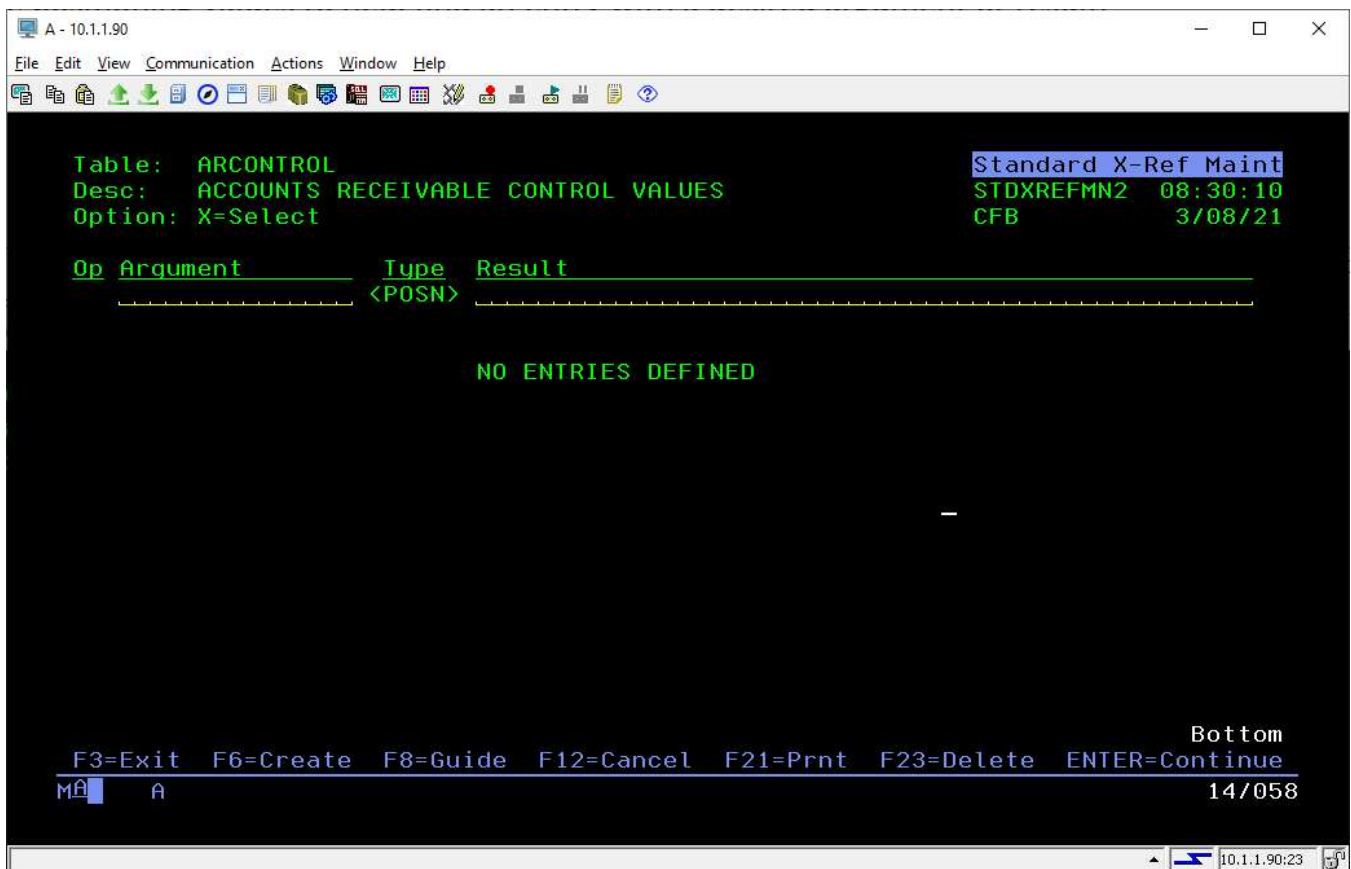 A - 10.1.1.90
File Edit View Communication Actions Window Help
Table: ARCONTROL Standard X-Ref Maint
Desc: ACCOUNTS RECEIVABLE CONTROL VALUES STDXREFMN2 08:30:10
Option: X=Select CFB 3/08/21
Op Argument Type Result
<POSN>
NO ENTRIES DEFINED
Bottom
F3=Exit F6=Create F8=Guide F12=Cancel F21=Prnt F23=Delete ENTER=Continue
MA A 14/058
10.1.1.90:23